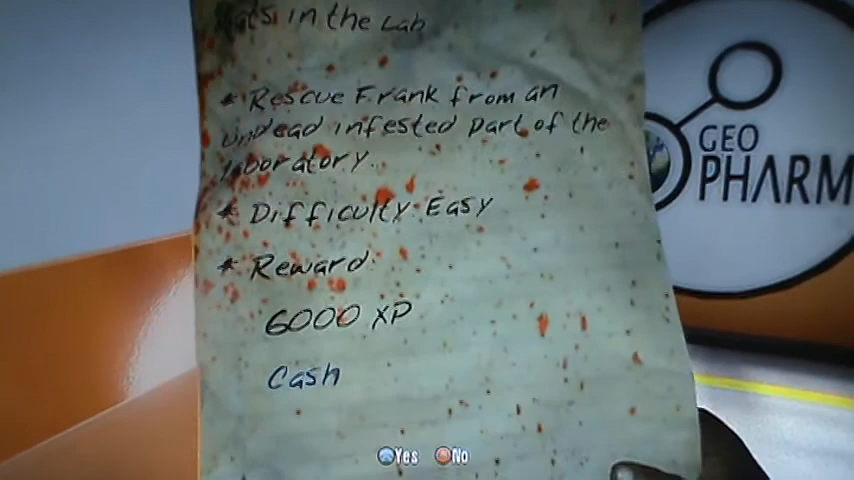 Rats in the Lab
* Rescue Frank from an
undead infested part of the
laboratory.
* Difficulty: Easy
* Reward:
6000 XP
Cash
GEO
PHARM
Yes No